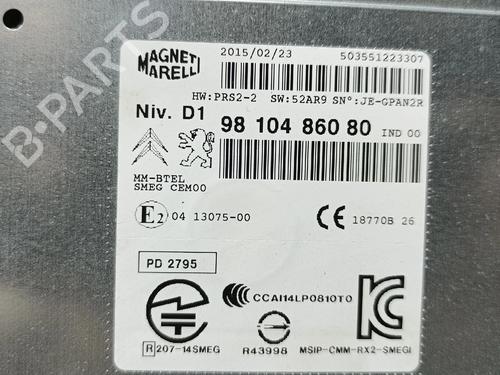 MAGNETI MARELLI
2015/02/23 503551223307
HW:PRS2-2 SW:52AR9 SN°:JE-GPAN2R
Niv. D1 98 104 860 80 IND 00
MM-BTEL
SMEG CEM00
E2 04 13075-00 CE 18770B 26
PD 2795
CCAI14LP0810T0
R 207-14SMEG R43998 MSIP-CMM-RX2-SMEGI
B-PARTS